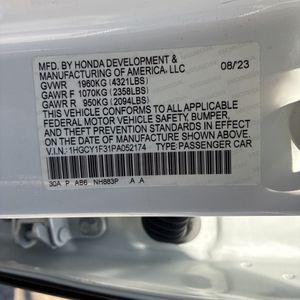 MFD. BY HONDA DEVELOPMENT &
MANUFACTURING OF AMERICA, LLC 08/23
GVWR 1960KG (4321LBS)
GAWR F 1070KG (2358LBS)
GAWR R 950KG (2094LBS)
THIS VEHICLE CONFORMS TO ALL APPLICABLE
FEDERAL MOTOR VEHICLE SAFETY, BUMPER,
AND THEFT PREVENTION STANDARDS IN EFFECT
ON THE DATE OF MANUFACTURE SHOWN ABOVE.
V.I.N.: 1HGCY1F31PA052174 TYPE: PASSENGER CAR
30A P AB6 NH883P A A